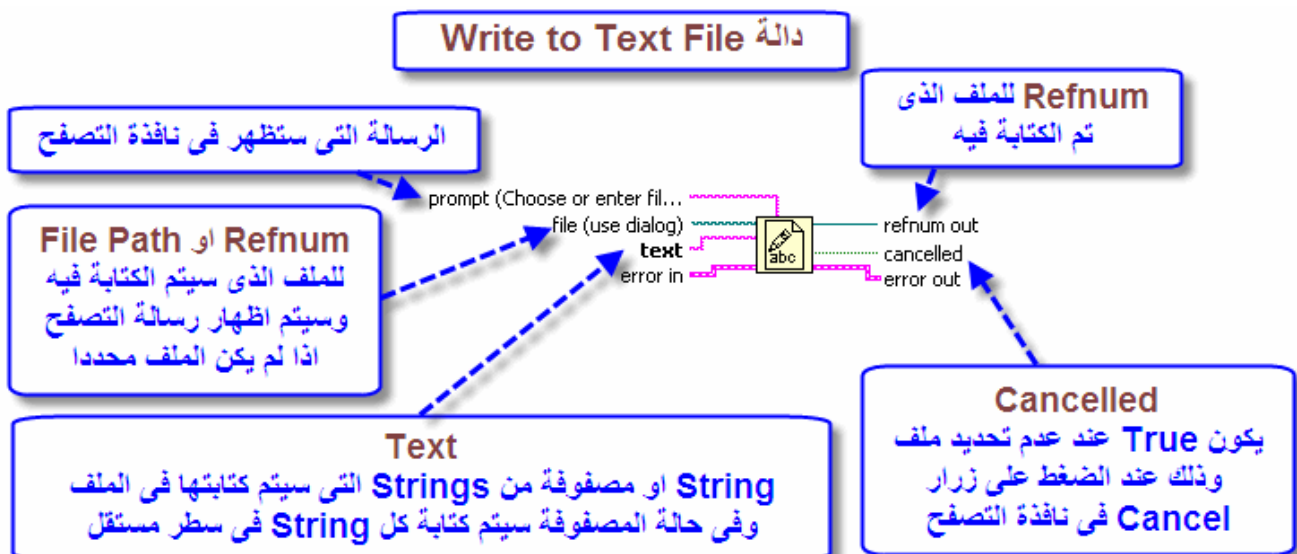 دالة Write to Text File
Refnum للملف الذى
تم الكتابة فيه
الرسالة التى ستظهر فى نافذة التصفح
prompt (Choose or enter fil...
file (use dialog)
text
error in
abc
refnum out
cancelled
error out
Refnum او File Path
للملف الذى سيتم الكتابة فيه
وسيتم اظهار رسالة التصفح
اذا لم يكن الملف محددا
Text
String او مصفوفة من Strings التى سيتم كتابتها فى الملف
وفى حالة المصفوفة سيتم كتابة كل String فى سطر مستقل
Cancelled
يكون True عند عدم تحديد ملف
وذلك عند الضغط على زرار
Cancel فى نافذة التصفح